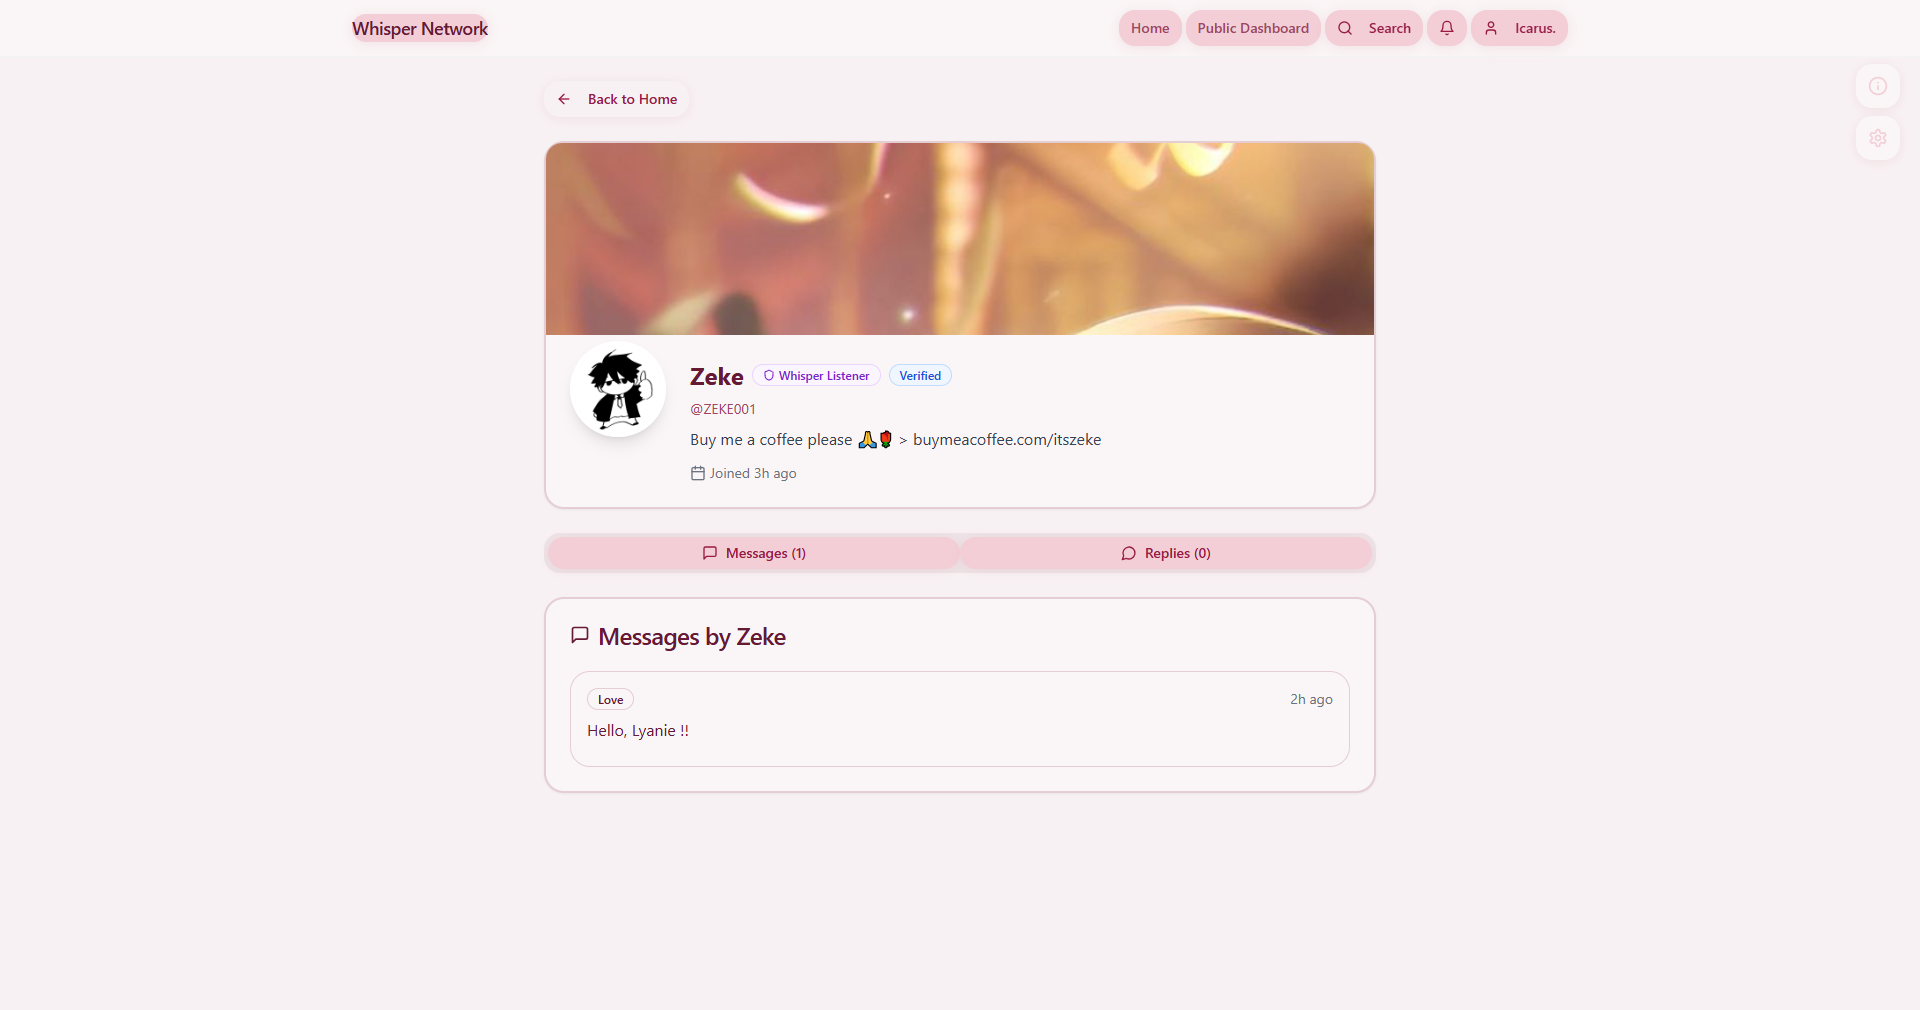 Whisper Network
Home
Public Dashboard
Search
Icarus.
Back to Home
Zeke
Whisper Listener
Verified
@ZEKE001
Buy me a coffee please 🙏🌹 > buymeacoffee.com/itszeke
Joined 3h ago
Messages (1)
Replies (0)
Messages by Zeke
Love
2h ago
Hello, Lyanie !!